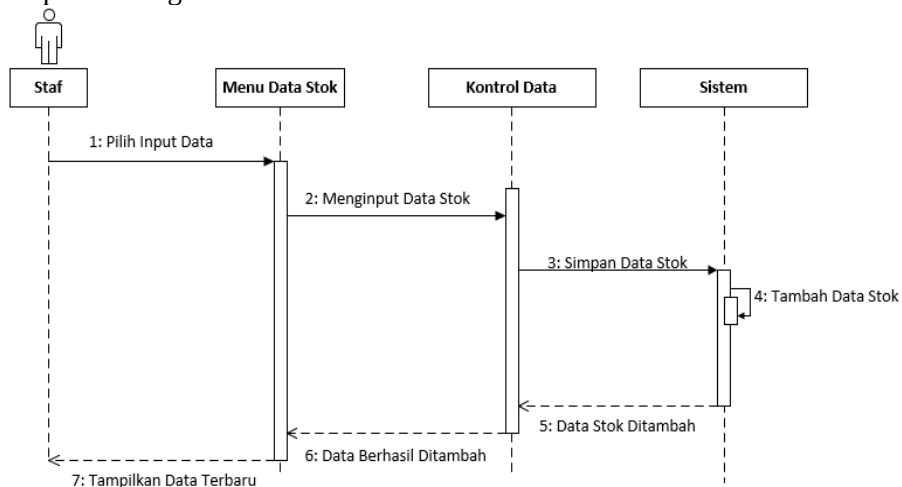 Staf
Menu Data Stok
Kontrol Data
Sistem
1: Pilih Input Data
2: Menginput Data Stok
3: Simpan Data Stok
4: Tambah Data Stok
5: Data Stok Ditambah
6: Data Berhasil Ditambah
7: Tampilkan Data Terbaru